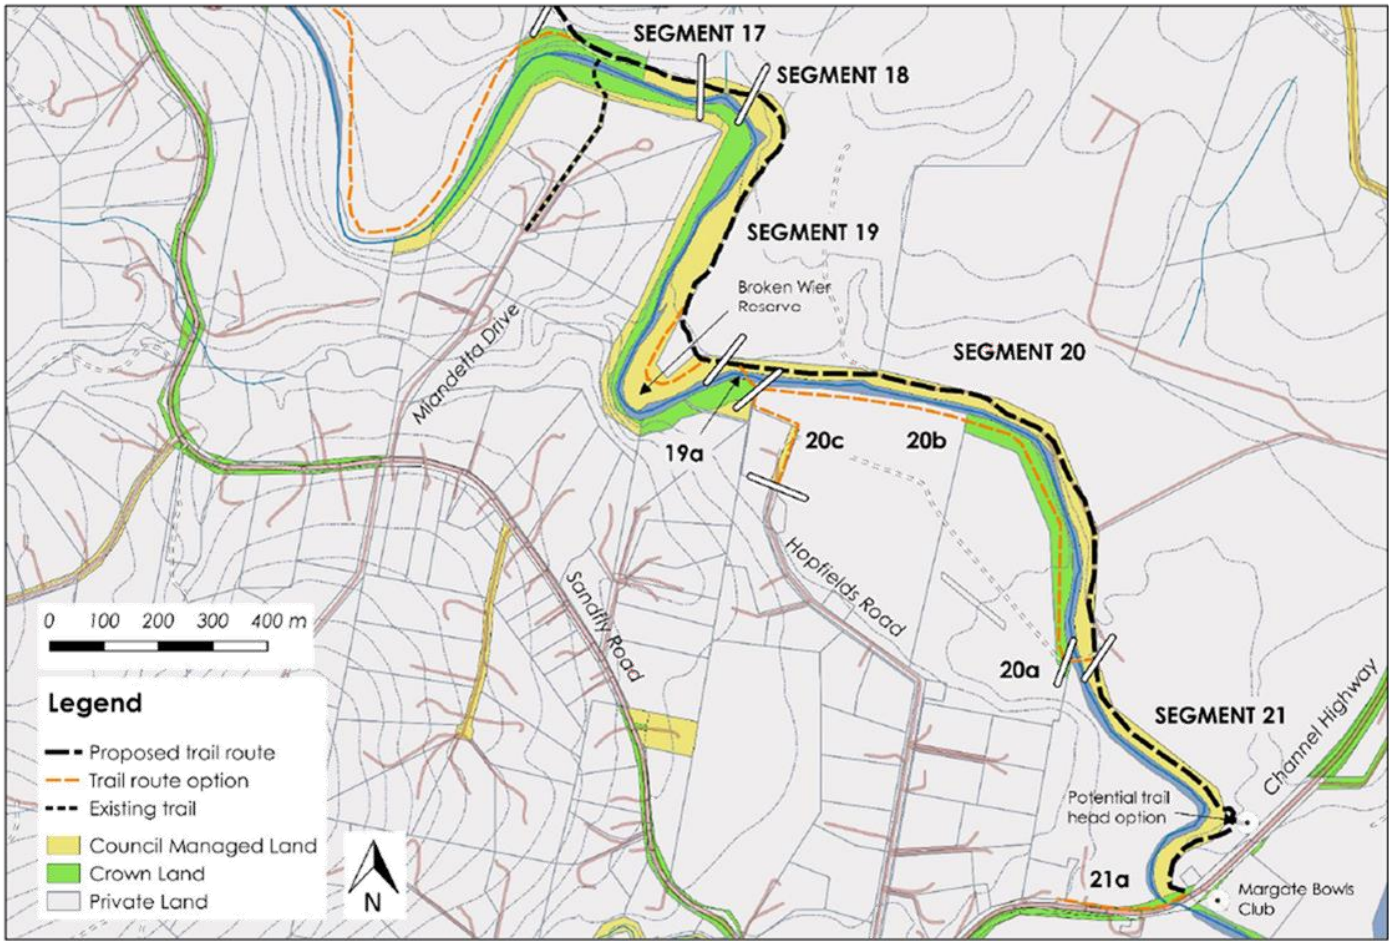 SEGMENT 17
SEGMENT 18
SEGMENT 19
Broken Wier
Reserve
Miandetta Drive
SEGMENT 20
19a
20c
20b
Hopfields Road
Sandfly Road
20a
SEGMENT 21
Channel Highway
Potential trail
head option
21a
Margate Bowls
Club
0 100 200 300 400 m
Legend
Proposed trail route
Trail route option
Existing trail
Council Managed Land
Crown Land
Private Land
N